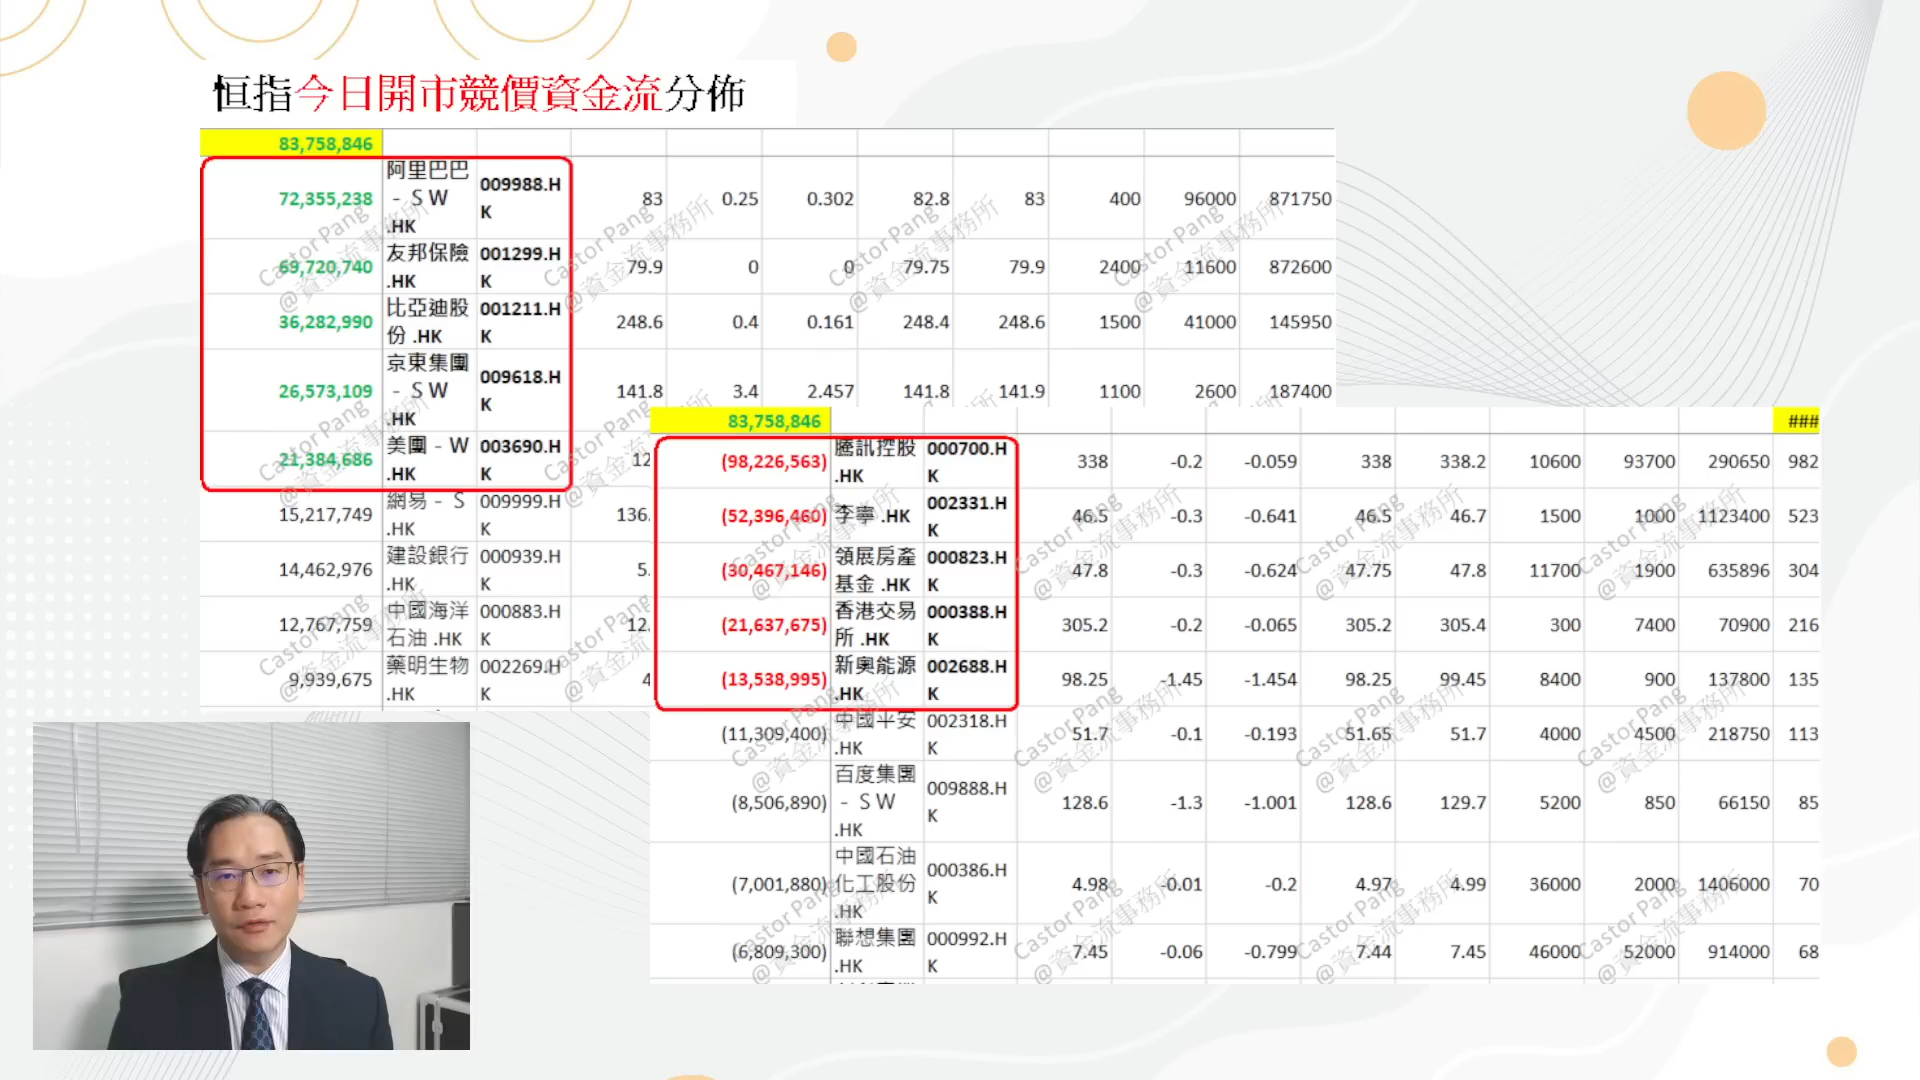 恒指今日開市競價資金流分佈
83,758,846
72,355,238 阿里巴巴 - ＳＷ .HK 009988.HK 83 0.25 0.302 82.8 83 400 96000 871750
69,720,740 友邦保險 .HK 001299.HK 79.9 0 0 79.75 79.9 2400 11600 872600
36,282,990 比亞迪股份 .HK 001211.HK 248.6 0.4 0.161 248.4 248.6 1500 41000 145950
26,573,109 京東集團 - ＳＷ .HK 009618.HK 141.8 3.4 2.457 141.8 141.9 1100 2600 187400
21,384,686 美團 - Ｗ .HK 003690.HK 12
15,217,749 網易 - Ｓ .HK 009999.HK 136.
14,462,976 建設銀行 .HK 000939.HK 5.
12,767,759 中國海洋石油 .HK 000883.HK 12.
9,939,675 藥明生物 .HK 002269.HK 4
83,758,846 ###
(98,226,563) 騰訊控股 .HK 000700.HK 338 -0.2 -0.059 338 338.2 10600 93700 290650 982
(52,396,460) 李寧 .HK 002331.HK 46.5 -0.3 -0.641 46.5 46.7 1500 1000 1123400 523
(30,467,146) 領展房產基金 .HK 000823.HK 47.8 -0.3 -0.624 47.75 47.8 11700 1900 635896 304
(21,637,675) 香港交易所 .HK 000388.HK 305.2 -0.2 -0.065 305.2 305.4 300 7400 70900 216
(13,538,995) 新奧能源 .HK 002688.HK 98.25 -1.45 -1.454 98.25 99.45 8400 900 137800 135
(11,309,400) 中國平安 .HK 002318.HK 51.7 -0.1 -0.193 51.65 51.7 4000 4500 218750 113
(8,506,890) 百度集團 - ＳＷ .HK 009888.HK 128.6 -1.3 -1.001 128.6 129.7 5200 850 66150 85
(7,001,880) 中國石油化工股份 .HK 000386.HK 4.98 -0.01 -0.2 4.97 4.99 36000 2000 1406000 70
(6,809,300) 聯想集團 .HK 000992.HK 7.45 -0.06 -0.799 7.44 7.45 46000 52000 914000 68
Castor Pang
@資金流事務所